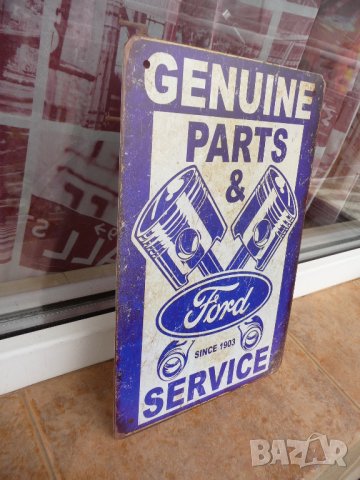 GENUINE
PARTS
&
Ford
SINCE 1903
SERVICE
BAZAR